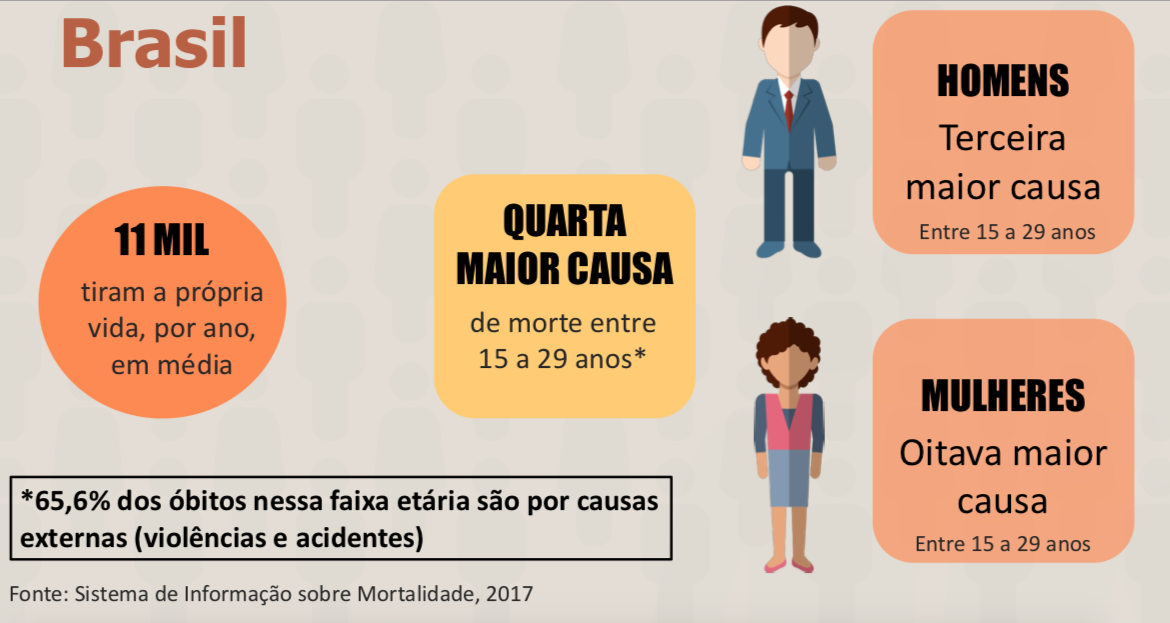 Brasil
11 MIL
tiram a própria
vida, por ano,
em média
QUARTA
MAIOR CAUSA
de morte entre
15 a 29 anos*
HOMENS
Terceira
maior causa
Entre 15 a 29 anos
MULHERES
Oitava maior
causa
Entre 15 a 29 anos
*65,6% dos óbitos nessa faixa etária são por causas
externas (violências e acidentes)
Fonte: Sistema de Informação sobre Mortalidade, 2017